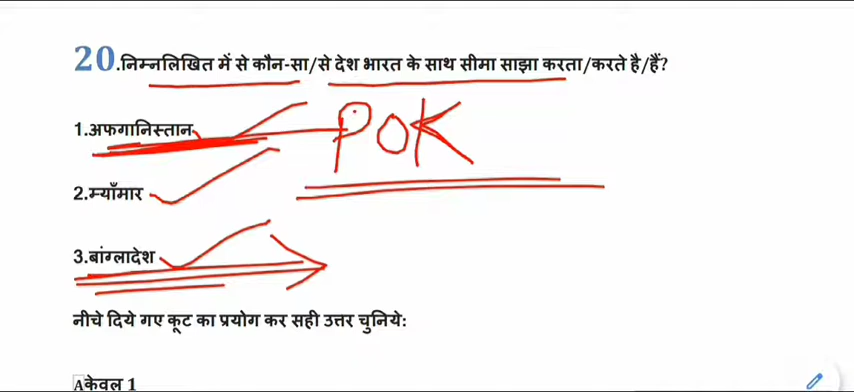 20.निम्नलिखित में से कौन-सा/से देश भारत के साथ सीमा साझा करता/करते है/हैं?
1.अफगानिस्तान
POK
2.म्याँमार
3.बांग्लादेश
नीचे दिये गए कूट का प्रयोग कर सही उत्तर चुनिये:
Aकेवल 1